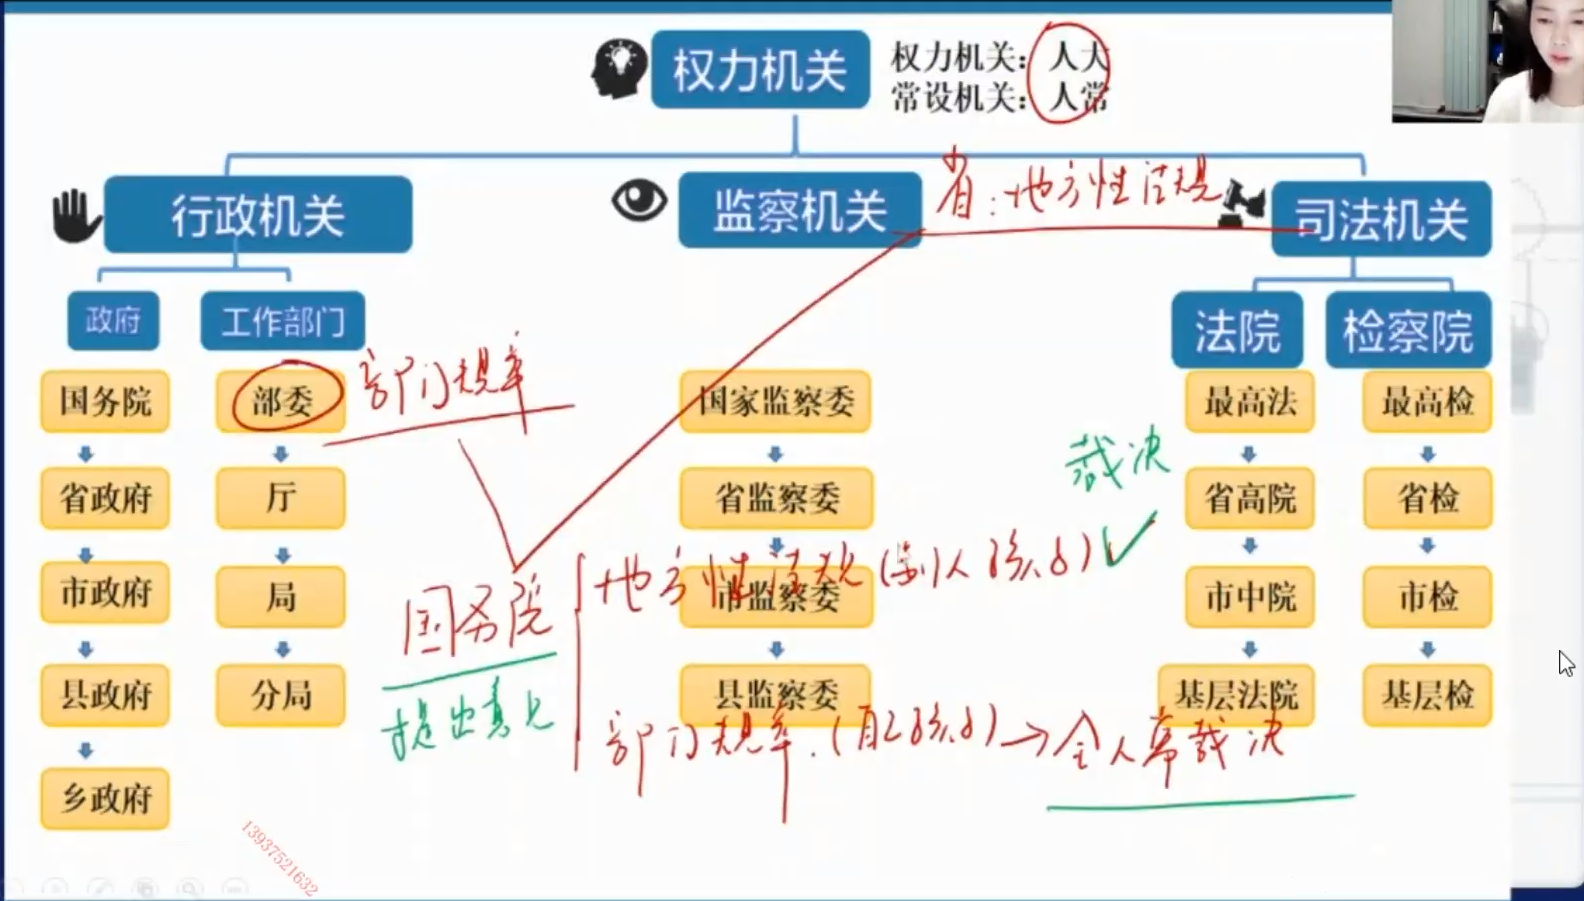 权力机关
权力机关：人大
常设机关：人常
行政机关
监察机关
省：地方性法规
司法机关
政府
工作部门
法院
检察院
国务院
部委
部门规章
国家监察委
最高法
最高检
裁决
省政府
厅
省监察委
省高院
省检
市政府
局
国务院
地方性法规(别人孩子)
市监察委
市中院
市检
县政府
分局
提出意见
县监察委
部门规章.(自己孩子)→全人常裁决
基层法院
基层检
乡政府
13937521632